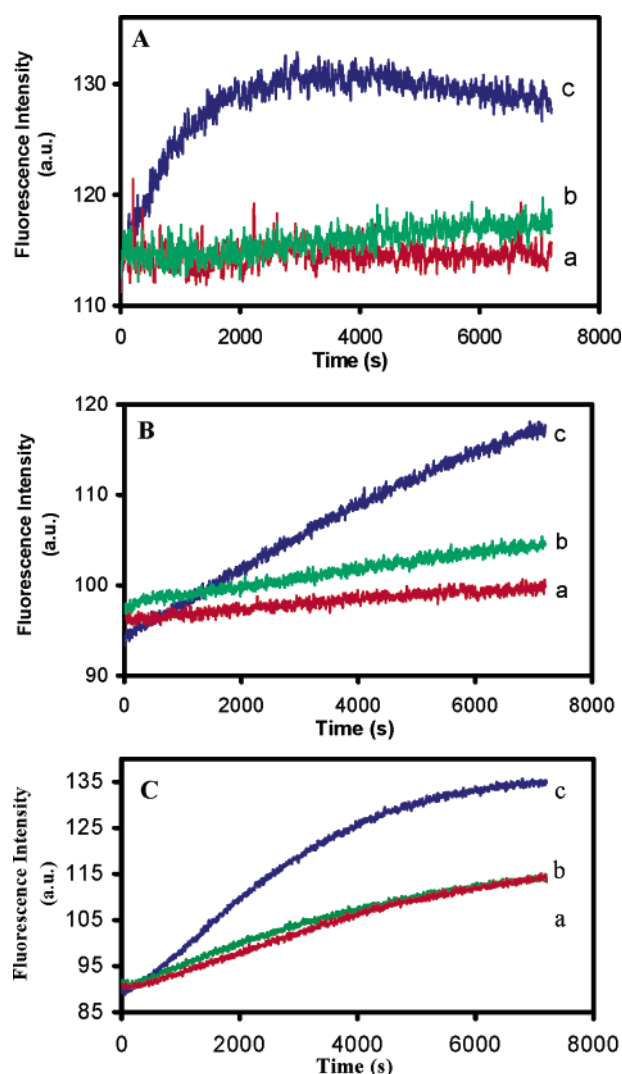 A
Fluorescence Intensity
(a.u.)
130
120
110
c
b
a
0 2000 4000 6000 8000
Time (s)
B
Fluorescence Intensity
(a.u.)
120
110
100
90
c
b
a
0 2000 4000 6000 8000
Time (s)
C
Fluorescence Intensity
(a.u.)
135
125
115
105
95
85
c
b
a
0 2000 4000 6000 8000
Time (s)